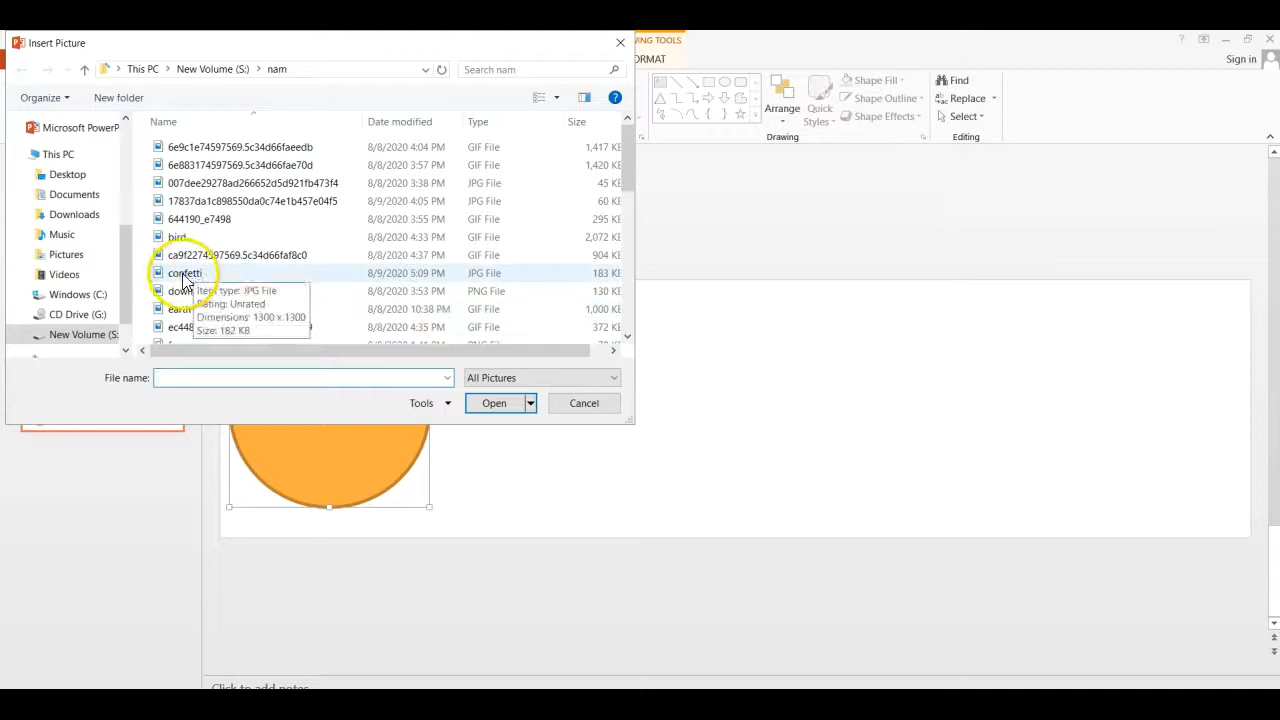 Insert Picture
WING TOOLS
ORMAT
Sign in
This PC
New Volume (S:)
nam
Search nam
Organize
New folder
Shape Fill
Shape Outline
Shape Effects
Arrange
Quick
Styles
Find
Replace
Select
Drawing
Editing
Name
Date modified
Type
Size
Microsoft PowerP
This PC
Desktop
Documents
Downloads
Music
Pictures
Videos
Windows (C:)
CD Drive (G:)
New Volume (S:
6e9c1e74597569.5c34d66faeedb 8/8/2020 4:04 PM GIF File 1,417 KB
6e883174597569.5c34d66fae70d 8/8/2020 3:57 PM GIF File 1,420 KB
007dee29278ad266652d5d921fb473f4 8/8/2020 3:38 PM JPG File 45 KB
17837da1c898550da0c74e1b457e04f5 8/9/2020 4:05 PM JPG File 60 KB
644190_e7498 8/8/2020 3:55 PM GIF File 295 KB
bird 8/8/2020 4:33 PM GIF File 2,072 KB
ca9f2274597569.5c34d66faf8c0 8/8/2020 4:37 PM GIF File 904 KB
confetti 8/9/2020 5:09 PM JPG File 183 KB
8/8/2020 3:53 PM PNG File 130 KB
earth 8/8/2020 10:38 PM GIF File 1,000 KB
ec448 8/8/2020 4:35 PM GIF File 372 KB
Item type: JPG File
Rating: Unrated
Dimensions: 1300 x 1300
Size: 182 KB
File name:
All Pictures
Tools
Open
Cancel
Click to add notes